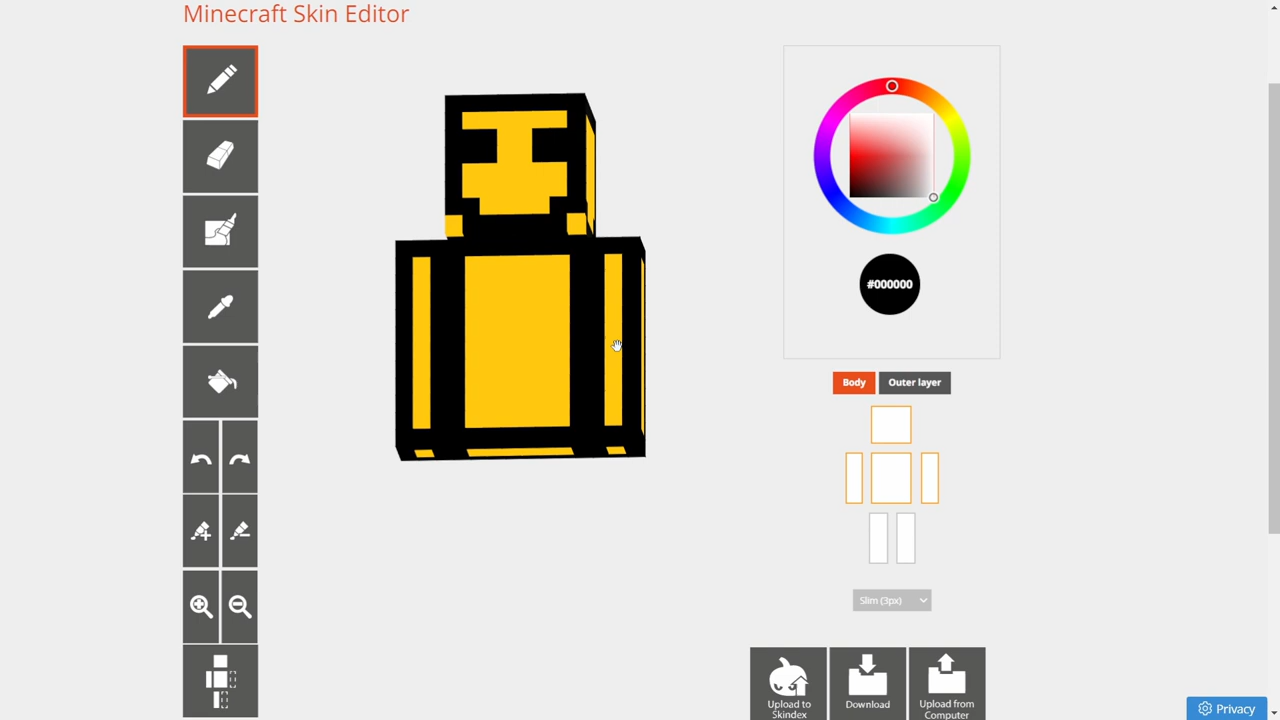 Minecraft Skin Editor
#000000
Body
Outer layer
Slim (3px)
Upload to
Skindex
Download
Upload from
Computer
Privacy